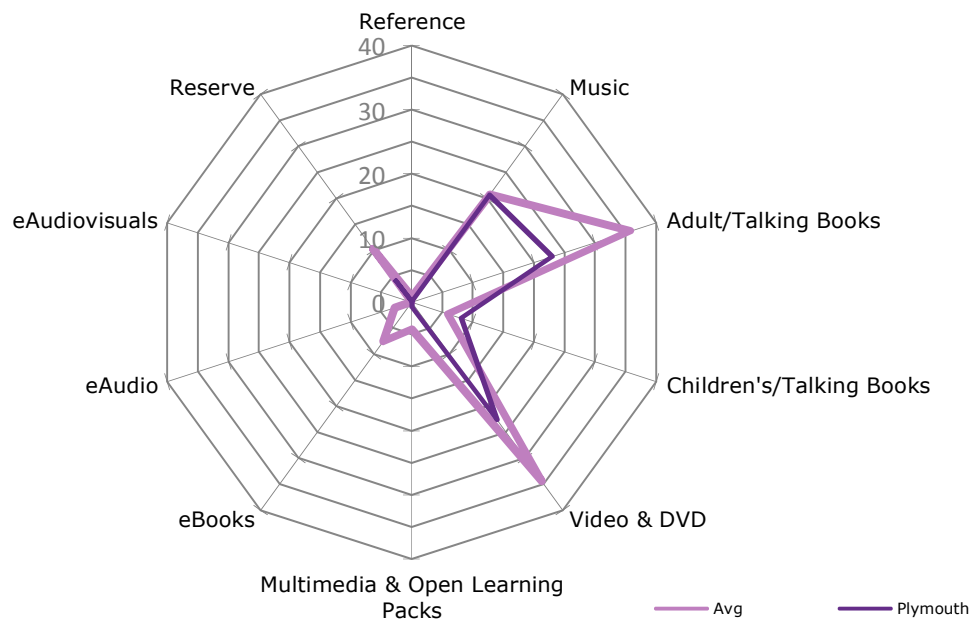 Reference
40
Reserve
Music
30
20
eAudiovisuals
Adult/Talking Books
10
0
eAudio
Children's/Talking Books
eBooks
Video & DVD
Multimedia & Open Learning
Packs
Avg
Plymouth